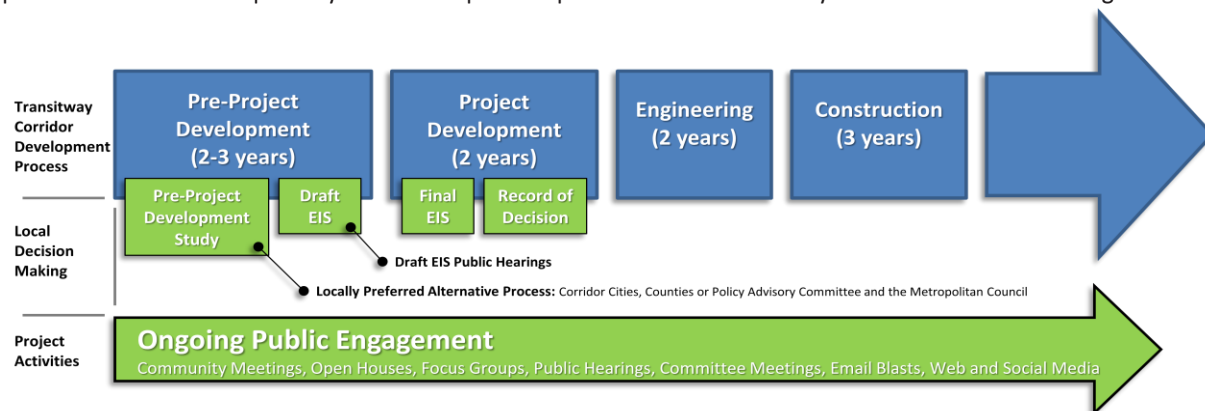 Transitway
Corridor
Development
Process
Pre-Project
Development
(2-3 years)
Project
Development
(2 years)
Engineering
(2 years)
Construction
(3 years)
Pre-Project
Development
Study
Draft
EIS
Final
EIS
Record of
Decision
Local
Decision
Making
Draft EIS Public Hearings
Locally Preferred Alternative Process: Corridor Cities, Counties or Policy Advisory Committee and the Metropolitan Council
Project
Activities
Ongoing Public Engagement
Community Meetings, Open Houses, Focus Groups, Public Hearings, Committee Meetings, Email Blasts, Web and Social Media